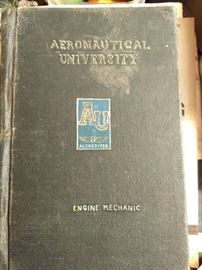 AERONAUTICAL
UNIVERSITY
AU
ACCREDITED
ENGINE MECHANIC